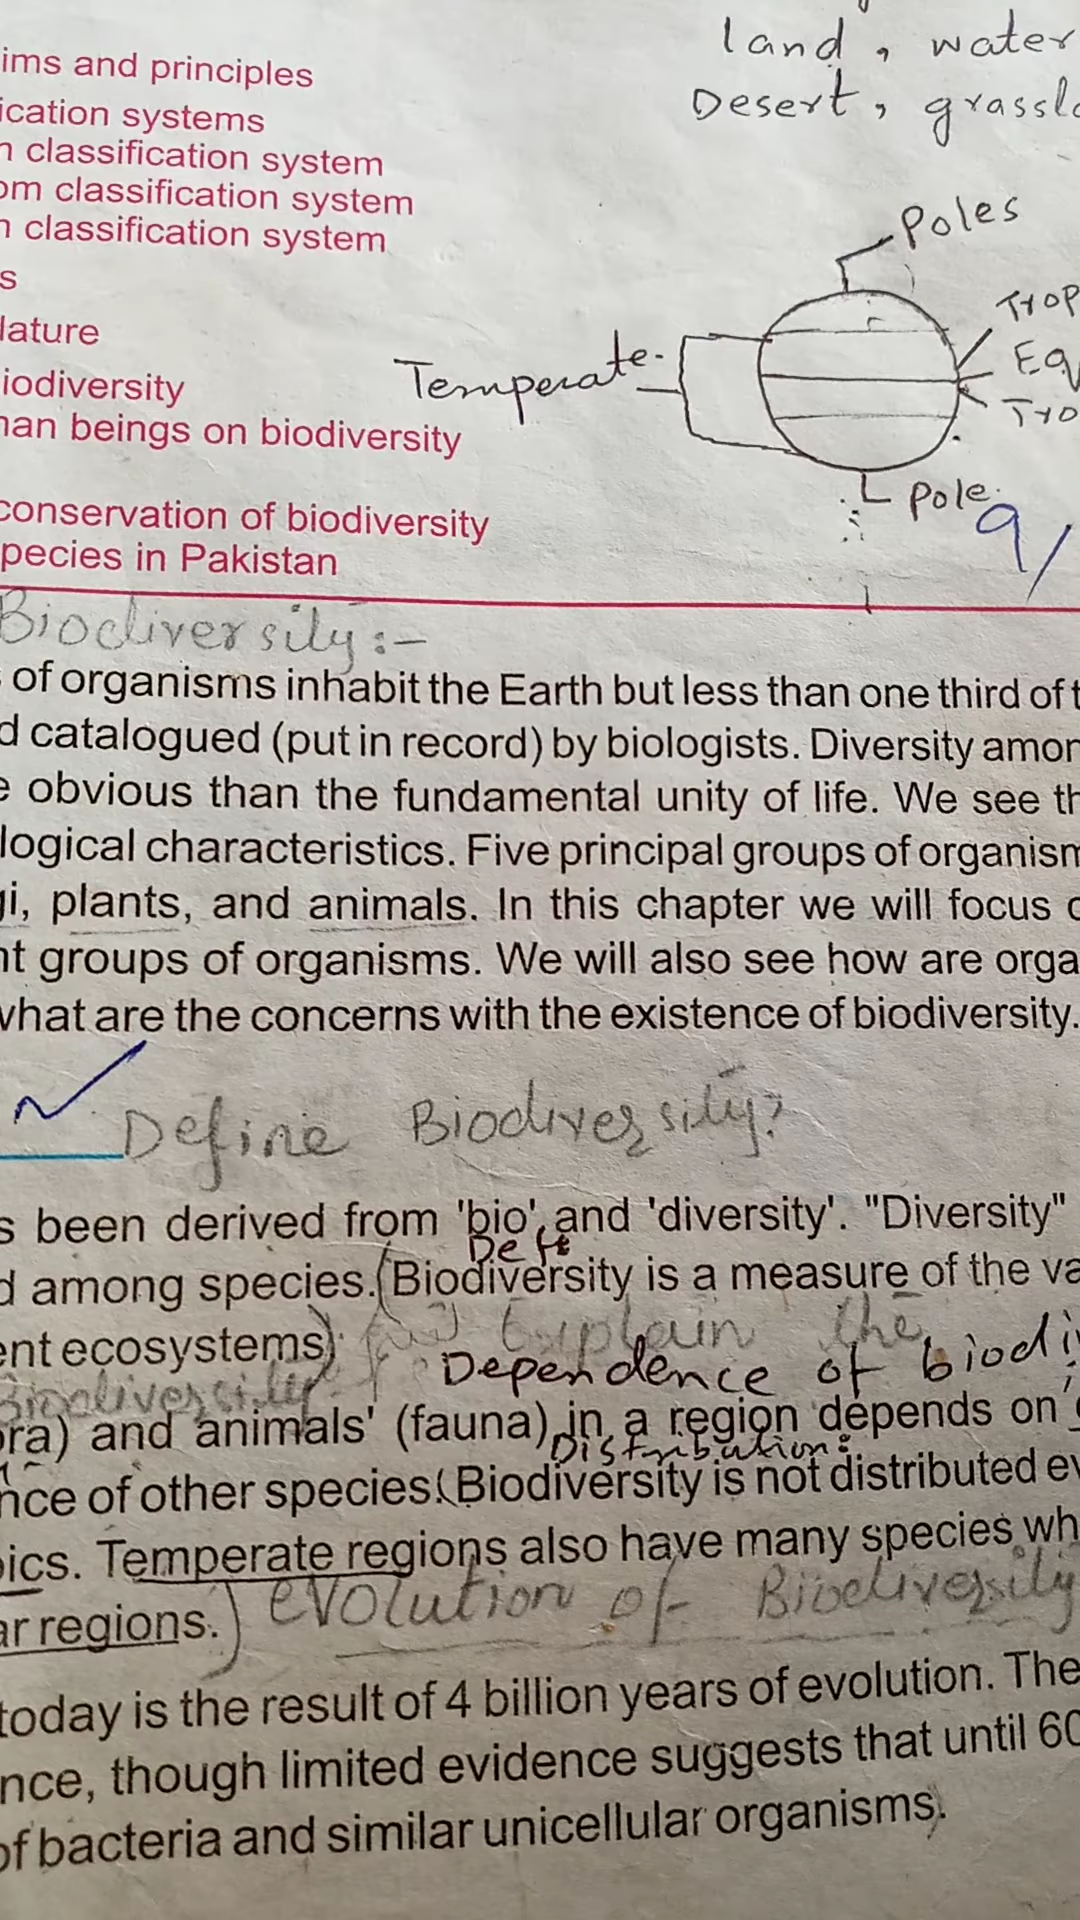 land, water
Desert, grassla
ims and principles
ication systems
n classification system
om classification system
n classification system
s
lature
iodiversity
nan beings on biodiversity
conservation of biodiversity
pecies in Pakistan
Poles
Trop
Eq
Tro
Temperate
Pole.
9/
Biodiversity:-
of organisms inhabit the Earth but less than one third of t
d catalogued (put in record) by biologists. Diversity amon
e obvious than the fundamental unity of life. We see th
logical characteristics. Five principal groups of organism
gi, plants, and animals. In this chapter we will focus o
nt groups of organisms. We will also see how are orga
what are the concerns with the existence of biodiversity.
Define Biodiversity?
s been derived from 'bio' and 'diversity'. "Diversity"
Def
d among species. (Biodiversity is a measure of the va
ent ecosystems)
Explain the
Dependence of biodiv
Biodiversity
ora) and 'animals' (fauna) in a region depends on
Distribution:
nce of other species. (Biodiversity is not distributed ev
pics. Temperate regions also have many species wh
ar regions.) evolution of Biodiversity
today is the result of 4 billion years of evolution. The
nce, though limited evidence suggests that until 60
of bacteria and similar unicellular organisms.